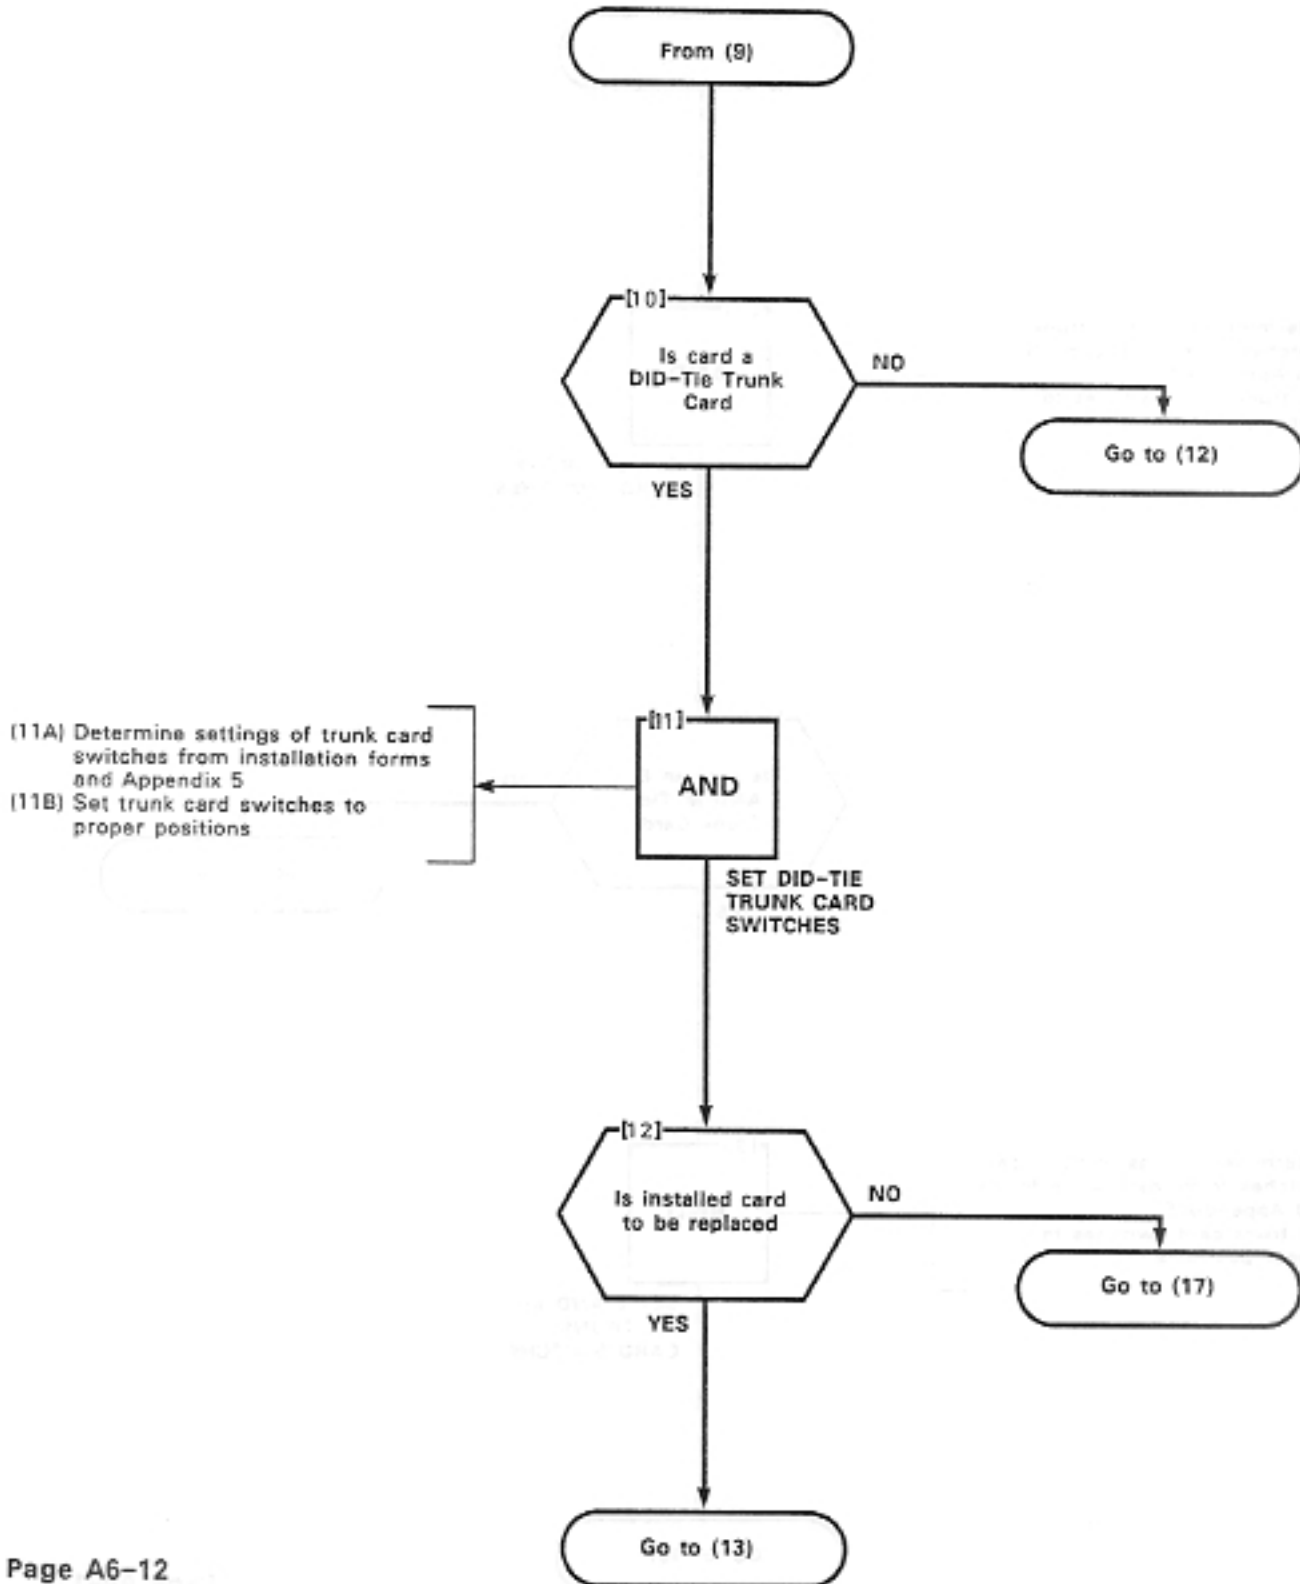 From (9)
[10]
Is card a
DID-Tie Trunk
Card
NO
Go to (12)
YES
(11A) Determine settings of trunk card
switches from installation forms
and Appendix 5
(11B) Set trunk card switches to
proper positions
[11]
AND
SET DID-TIE
TRUNK CARD
SWITCHES
[12]
Is installed card
to be replaced
NO
Go to (17)
YES
Go to (13)
Page A6-12